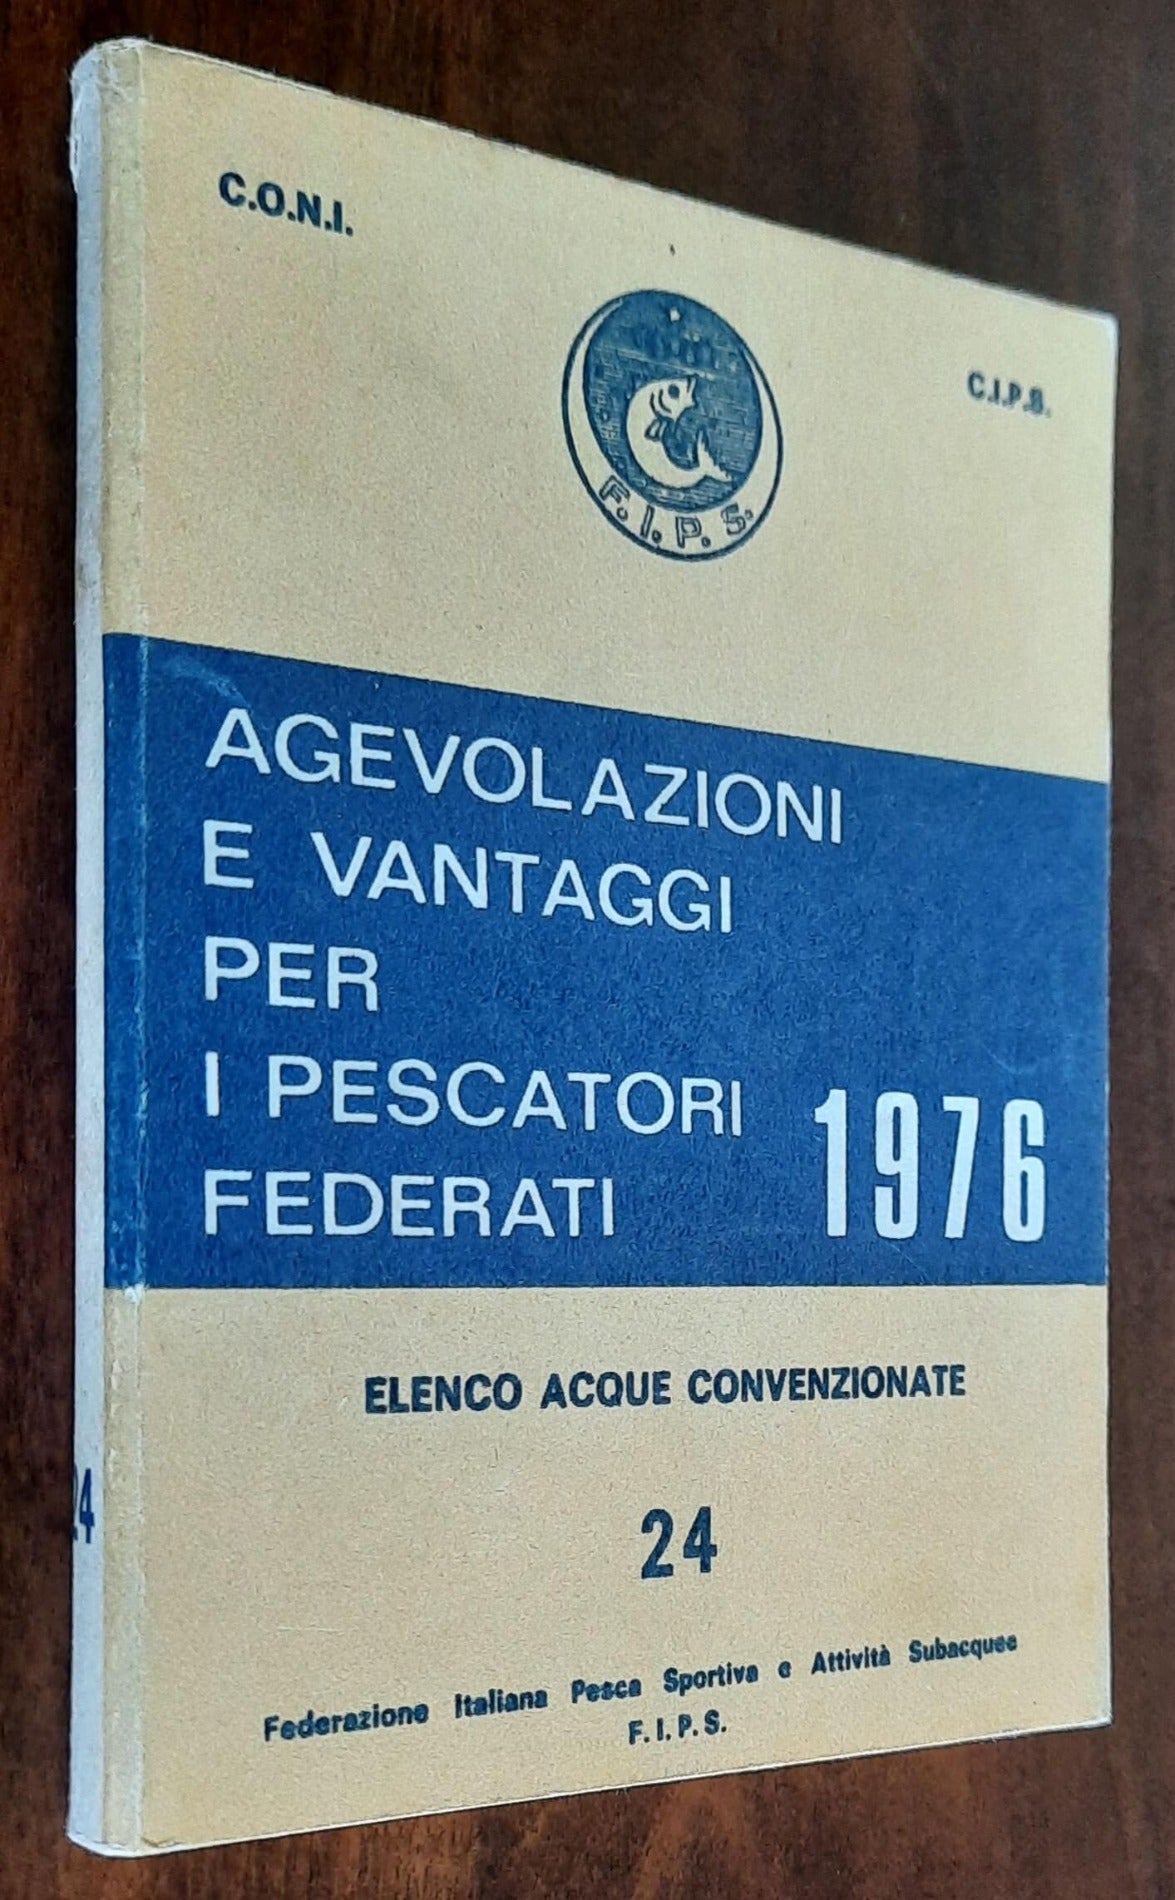 C.O.N.I.
C.I.P.S.
F.I.P.S.
AGEVOLAZIONI
E VANTAGGI
PER
I PESCATORI
FEDERATI
1976
ELENCO ACQUE CONVENZIONATE
24
24
Federazione Italiana Pesca Sportiva e Attività Subacquee
F.I.P.S.